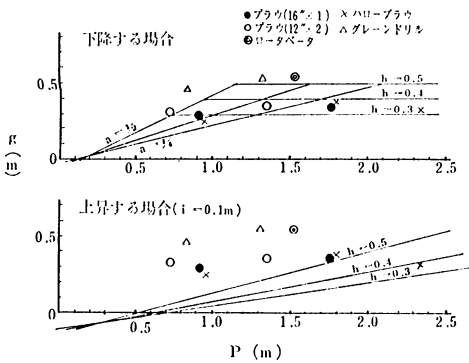 ●プラウ(16"×1) ×ハロープラウ
○プラウ(12"×2) △グレーンドリル
◎ロータベータ
下降する場合
0.5
h=0.5
h=0.4
h=0.3
g
(m)
0
0.5 1.0 1.5 2.0 2.5
上昇する場合(i=0.1m)
0.5
h=0.5
h=0.4
h=0.3
0
0.5 1.0 1.5 2.0 2.5
P (m)